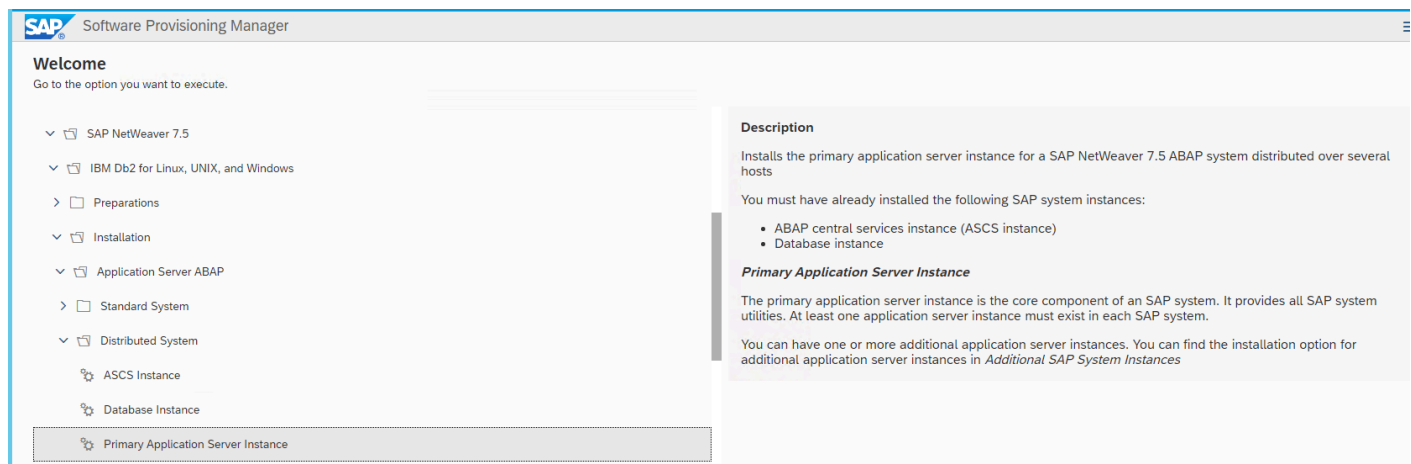 SAP® Software Provisioning Manager
Welcome
Go to the option you want to execute.
SAP NetWeaver 7.5
IBM Db2 for Linux, UNIX, and Windows
Preparations
Installation
Application Server ABAP
Standard System
Distributed System
ASCS Instance
Database Instance
Primary Application Server Instance
Description
Installs the primary application server instance for a SAP NetWeaver 7.5 ABAP system distributed over several
hosts
You must have already installed the following SAP system instances:
• ABAP central services instance (ASCS instance)
• Database instance
Primary Application Server Instance
The primary application server instance is the core component of an SAP system. It provides all SAP system
utilities. At least one application server instance must exist in each SAP system.
You can have one or more additional application server instances. You can find the installation option for
additional application server instances in Additional SAP System Instances